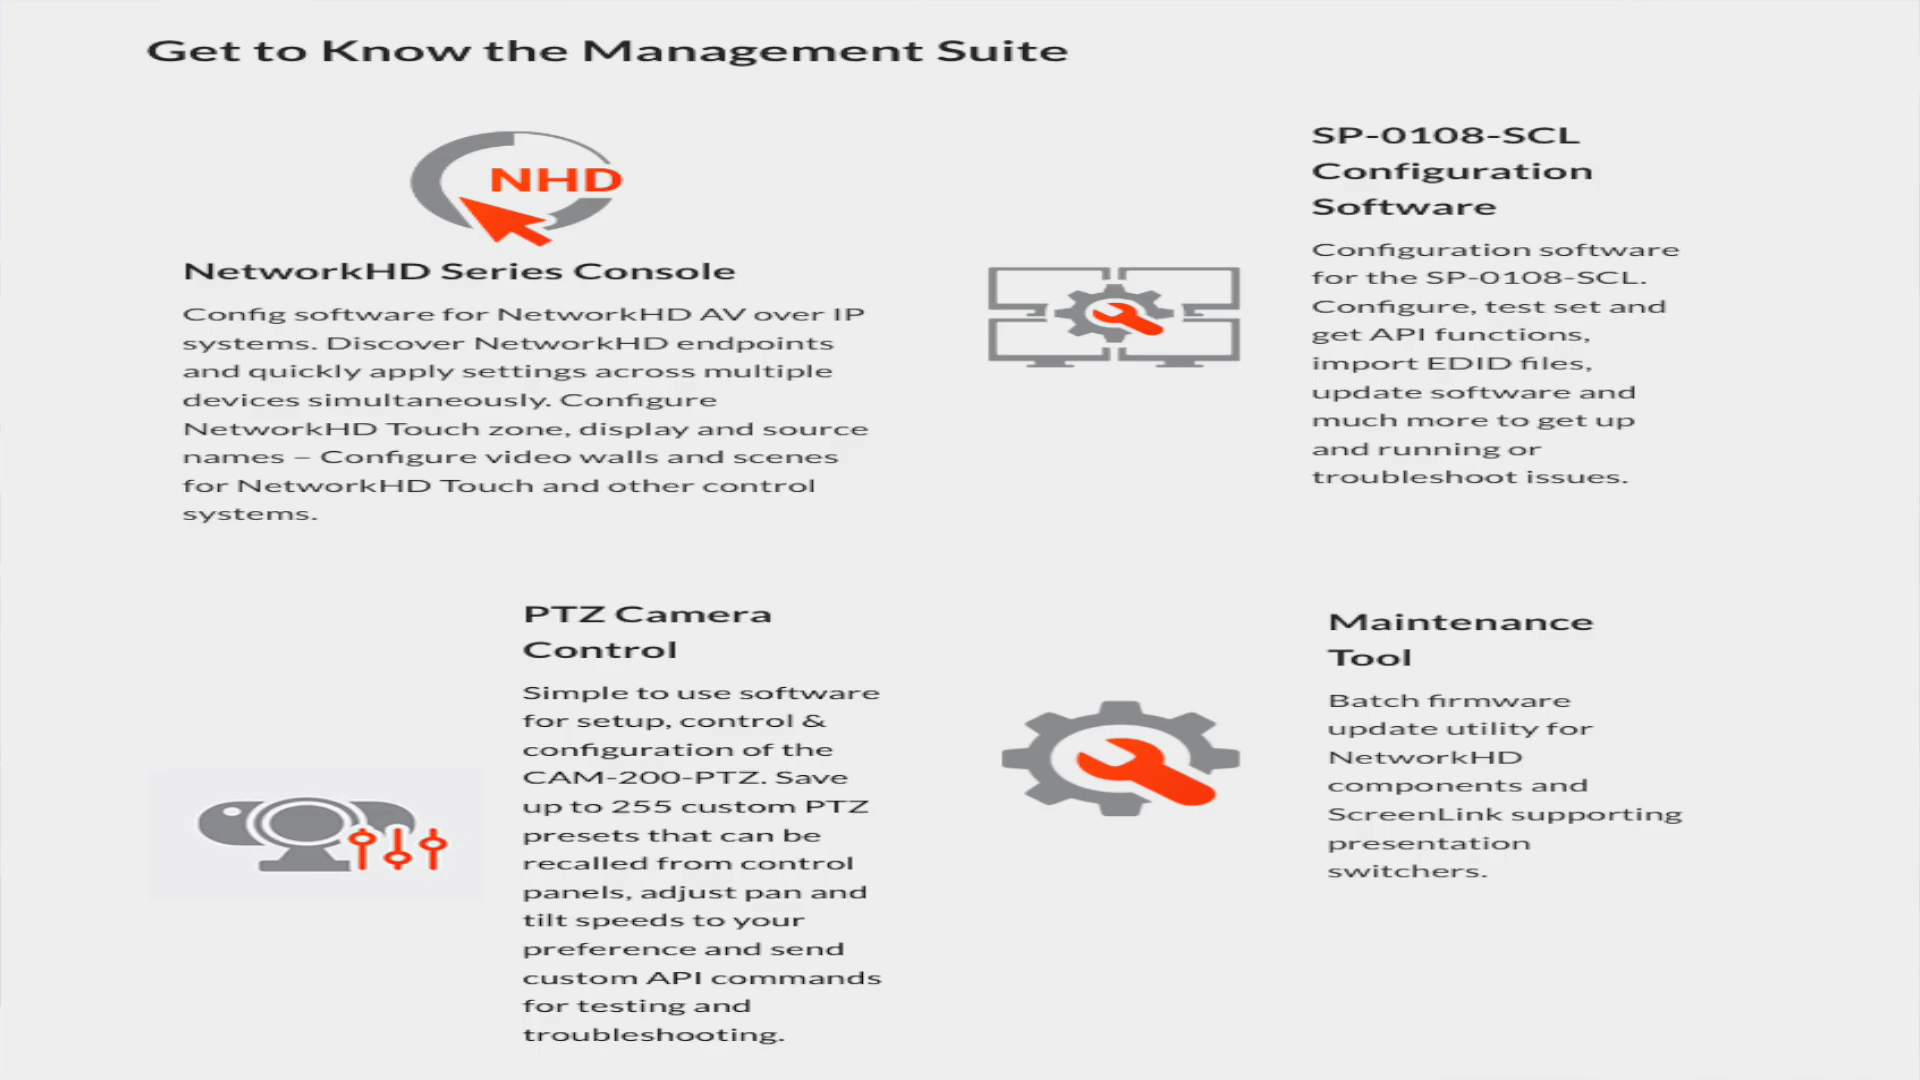 Get to Know the Management Suite
NHD
NetworkHD Series Console
Config software for NetworkHD AV over IP
systems. Discover NetworkHD endpoints
and quickly apply settings across multiple
devices simultaneously. Configure
NetworkHD Touch zone, display and source
names – Configure video walls and scenes
for NetworkHD Touch and other control
systems.
SP-0108-SCL
Configuration
Software
Configuration software
for the SP-0108-SCL.
Configure, test set and
get API functions,
import EDID files,
update software and
much more to get up
and running or
troubleshoot issues.
PTZ Camera
Control
Simple to use software
for setup, control &
configuration of the
CAM-200-PTZ. Save
up to 255 custom PTZ
presets that can be
recalled from control
panels, adjust pan and
tilt speeds to your
preference and send
custom API commands
for testing and
troubleshooting.
Maintenance
Tool
Batch firmware
update utility for
NetworkHD
components and
ScreenLink supporting
presentation
switchers.